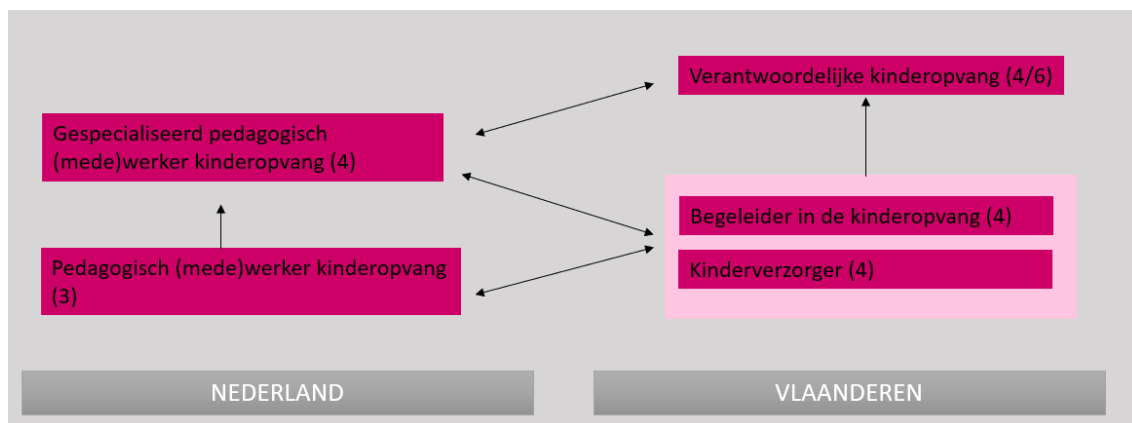 Verantwoordelijke kinderopvang (4/6)
Gespecialiseerd pedagogisch
(mede)werker kinderopvang (4)
Begeleider in de kinderopvang (4)
Pedagogisch (mede)werker kinderopvang
(3)
Kinderverzorger (4)
NEDERLAND
VLAANDEREN